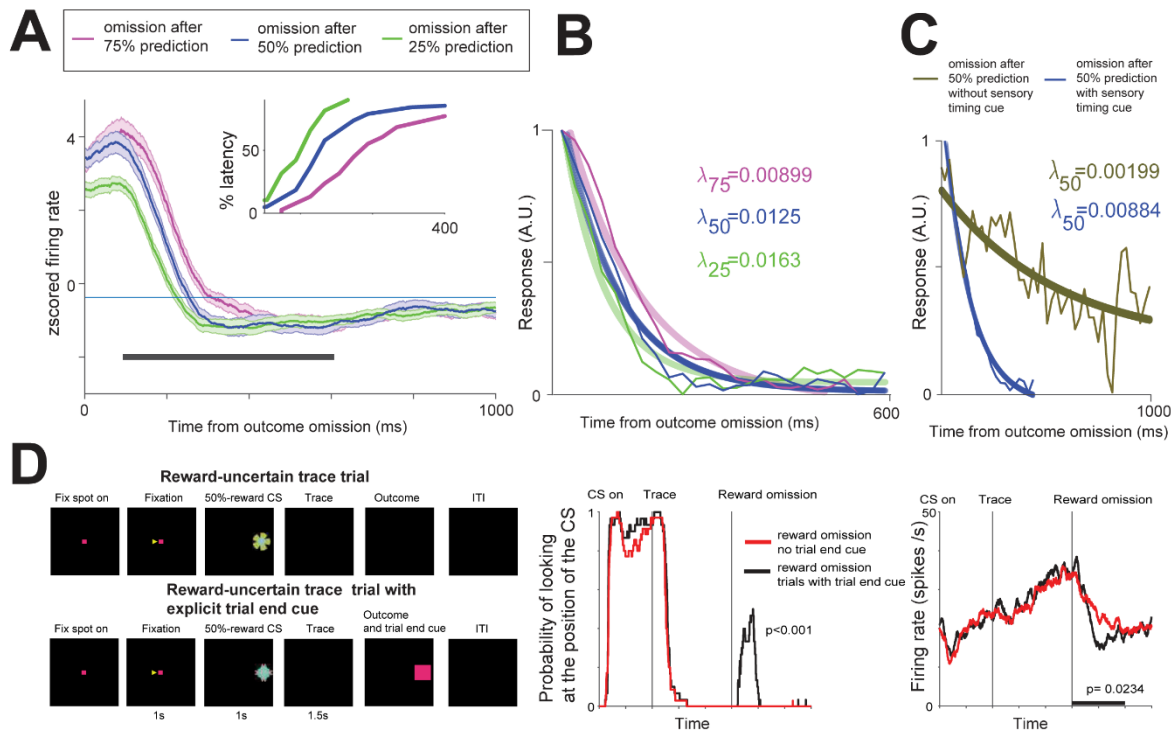 A
omission after
75% prediction
omission after
50% prediction
omission after
25% prediction
zscored firing rate
4
0
0
1000
Time from outcome omission (ms)
% latency
50
0
400
B
Response (A.U.)
1
0
600
Time from outcome omission (ms)
λ75=0.00899
λ50=0.0125
λ25=0.0163
C
omission after
50% prediction
without sensory
timing cue
omission after
50% prediction
with sensory
timing cue
Response (A.U.)
1
0
1000
Time from outcome omission (ms)
λ50=0.00199
λ50=0.00884
D
Reward-uncertain trace trial
Fix spot on
Fixation
50%-reward CS
Trace
Outcome
ITI
Reward-uncertain trace trial with
explicit trial end cue
Fix spot on
Fixation
50%-reward CS
Trace
Outcome
and trial end cue
ITI
1s
1s
1.5s
CS on
Trace
Reward omission
Probability of looking
at the position of the CS
1
0
reward omission
no trial end cue
reward omission
trials with trial end cue
p<0.001
Time
CS on
Trace
Reward omission
Firing rate (spikes /s)
50
0
p= 0.0234
Time